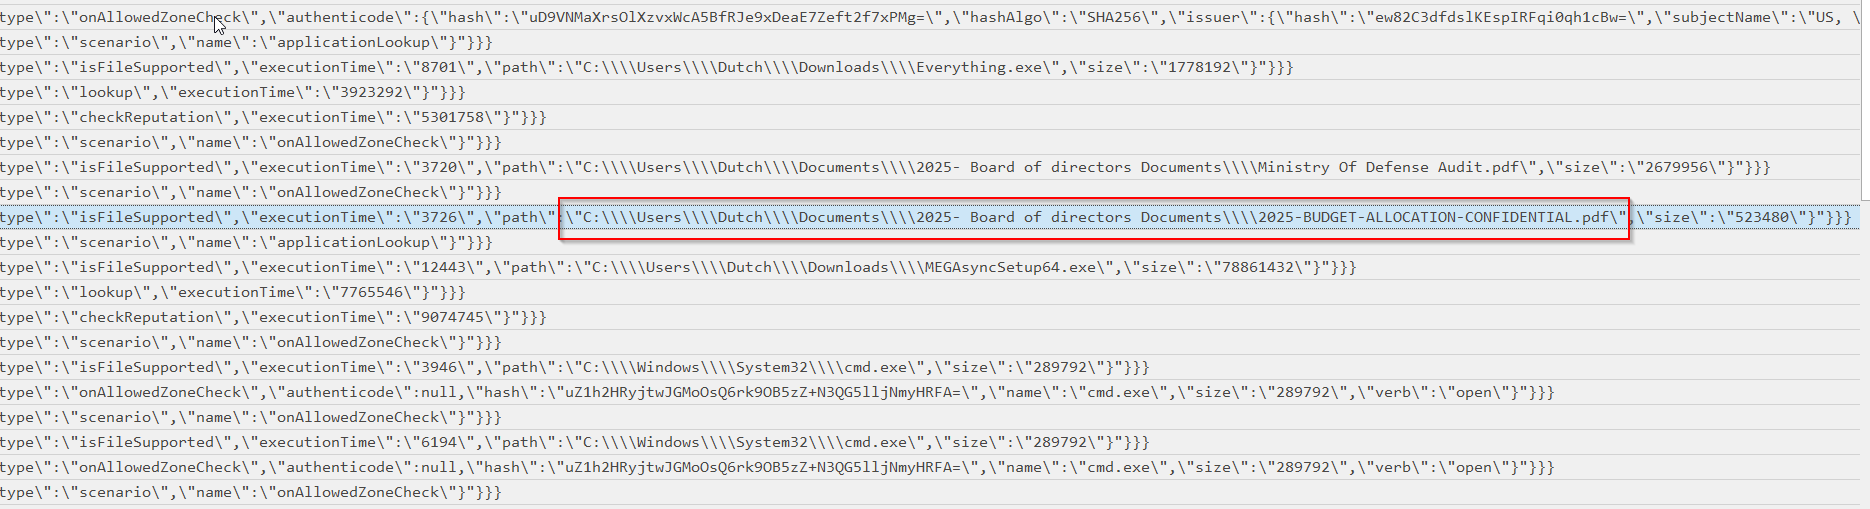 type\":\"onAllowedZoneCheck\",\"authenticode\":{\"hash\":\"uD9VNMaXrsOlXzvxWcA5BfRJe9xDeaE7Zeft2f7xPMg=\",\"hashAlgo\":\"SHA256\",\"issuer\":{\"hash\":\"ew82C3dfdslKEspIRFqi0qh1cBw=\",\"subjectName\":\"US, \
type\":\"scenario\",\"name\":\"applicationLookup\"}"}}}
type\":\"isFileSupported\",\"executionTime\":\"8701\",\"path\":\"C:\\\\Users\\\\Dutch\\\\Downloads\\\\Everything.exe\",\"size\":\"1778192\"}"}}}
type\":\"lookup\",\"executionTime\":\"3923292\"}"}}}
type\":\"checkReputation\",\"executionTime\":\"5301758\"}"}}}
type\":\"scenario\",\"name\":\"onAllowedZoneCheck\"}"}}}
type\":\"isFileSupported\",\"executionTime\":\"3720\",\"path\":\"C:\\\\Users\\\\Dutch\\\\Documents\\\\2025- Board of directors Documents\\\\Ministry Of Defense Audit.pdf\",\"size\":\"2679956\"}"}}}
type\":\"scenario\",\"name\":\"onAllowedZoneCheck\"}"}}}
type\":\"isFileSupported\",\"executionTime\":\"3726\",\"path\":\"C:\\\\Users\\\\Dutch\\\\Documents\\\\2025- Board of directors Documents\\\\2025-BUDGET-ALLOCATION-CONFIDENTIAL.pdf\",\"size\":\"523480\"}"}}}
type\":\"scenario\",\"name\":\"applicationLookup\"}"}}}
type\":\"isFileSupported\",\"executionTime\":\"12443\",\"path\":\"C:\\\\Users\\\\Dutch\\\\Downloads\\\\MEGAsyncSetup64.exe\",\"size\":\"78861432\"}"}}}
type\":\"lookup\",\"executionTime\":\"7765546\"}"}}}
type\":\"checkReputation\",\"executionTime\":\"9074745\"}"}}}
type\":\"scenario\",\"name\":\"onAllowedZoneCheck\"}"}}}
type\":\"isFileSupported\",\"executionTime\":\"3946\",\"path\":\"C:\\\\Windows\\\\System32\\\\cmd.exe\",\"size\":\"289792\"}"}}}
type\":\"onAllowedZoneCheck\",\"authenticode\":null,\"hash\":\"uZ1h2HRyjtwJGMoOsQ6rk9OB5zZ+N3QG5lljNmyHRFA=\",\"name\":\"cmd.exe\",\"size\":\"289792\",\"verb\":\"open\"}"}}}
type\":\"scenario\",\"name\":\"onAllowedZoneCheck\"}"}}}
type\":\"isFileSupported\",\"executionTime\":\"6194\",\"path\":\"C:\\\\Windows\\\\System32\\\\cmd.exe\",\"size\":\"289792\"}"}}}
type\":\"onAllowedZoneCheck\",\"authenticode\":null,\"hash\":\"uZ1h2HRyjtwJGMoOsQ6rk9OB5zZ+N3QG5lljNmyHRFA=\",\"name\":\"cmd.exe\",\"size\":\"289792\",\"verb\":\"open\"}"}}}
type\":\"scenario\",\"name\":\"onAllowedZoneCheck\"}"}}}